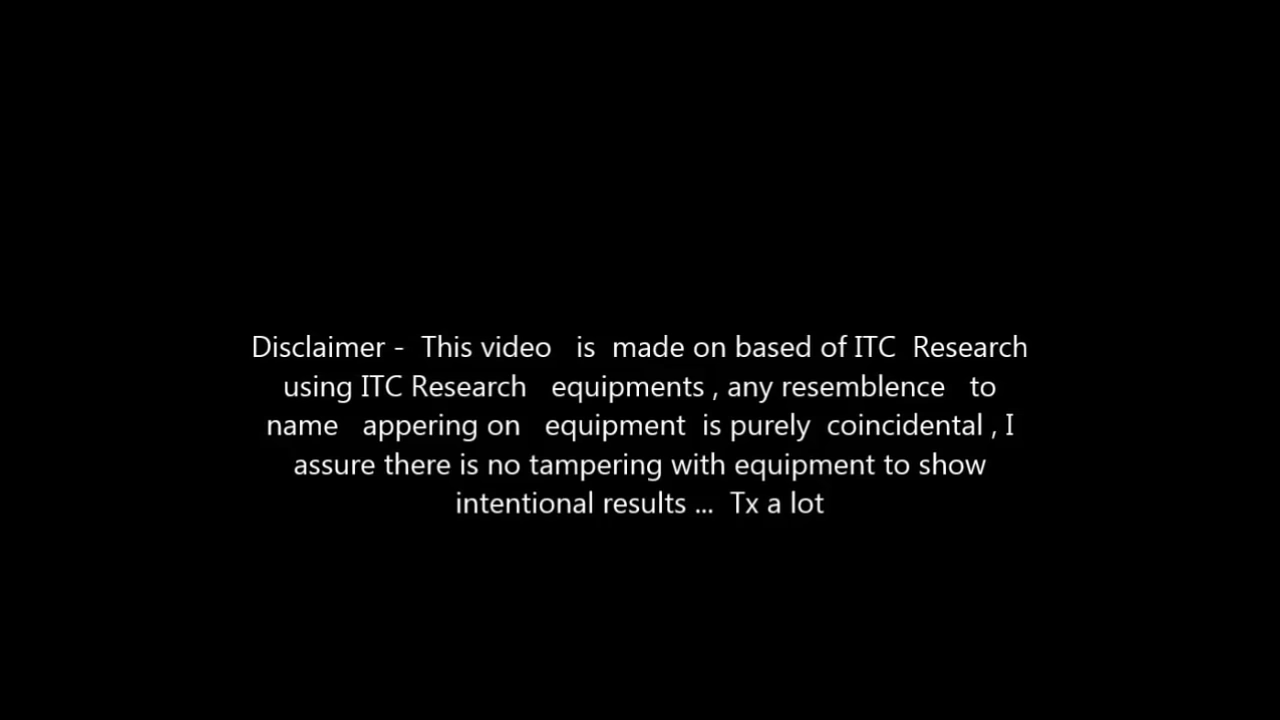 Disclaimer -  This video   is  made on based of ITC  Research
using ITC Research   equipments , any resemblence   to
name   appering on   equipment  is purely  coincidental , I
assure there is no tampering with equipment to show
intentional results ...  Tx a lot